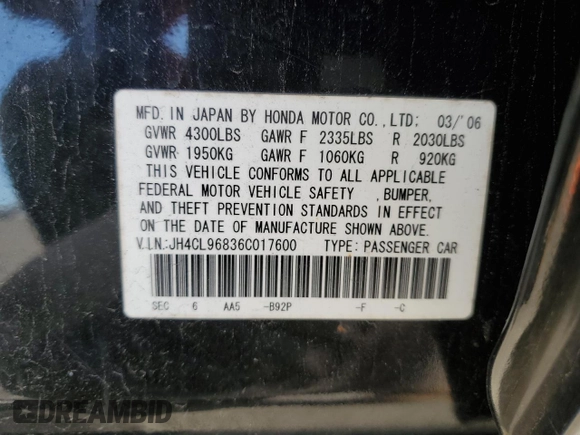 MFD. IN JAPAN BY HONDA MOTOR CO.,LTD: 03/'06
GVWR 4300LBS GAWR F 2335LBS R 2030LBS
GVWR 1950KG GAWR F 1060KG R 920KG
THIS VEHICLE CONFORMS TO ALL APPLICABLE
FEDERAL MOTOR VEHICLE SAFETY ,BUMPER,
AND THEFT PREVENTION STANDARDS IN EFFECT
ON THE DATE OF MANUFACTURE SHOWN ABOVE.
V.IN.:JH4CL96836C017600 TYPE: PASSENGER CAR
SEC 6 AA5 -B92P -F -C
DREAMBID